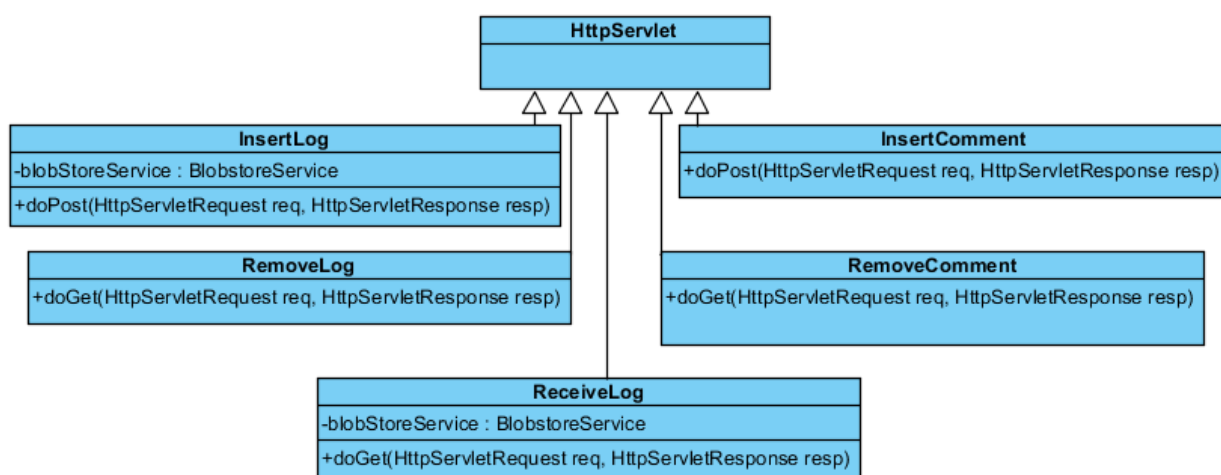 HttpServlet
InsertLog
-blobStoreService : BlobstoreService
+doPost(HttpServletRequest req, HttpServletResponse resp)
InsertComment
+doPost(HttpServletRequest req, HttpServletResponse resp)
RemoveLog
+doGet(HttpServletRequest req, HttpServletResponse resp)
RemoveComment
+doGet(HttpServletRequest req, HttpServletResponse resp)
ReceiveLog
-blobStoreService : BlobstoreService
+doGet(HttpServletRequest req, HttpServletResponse resp)